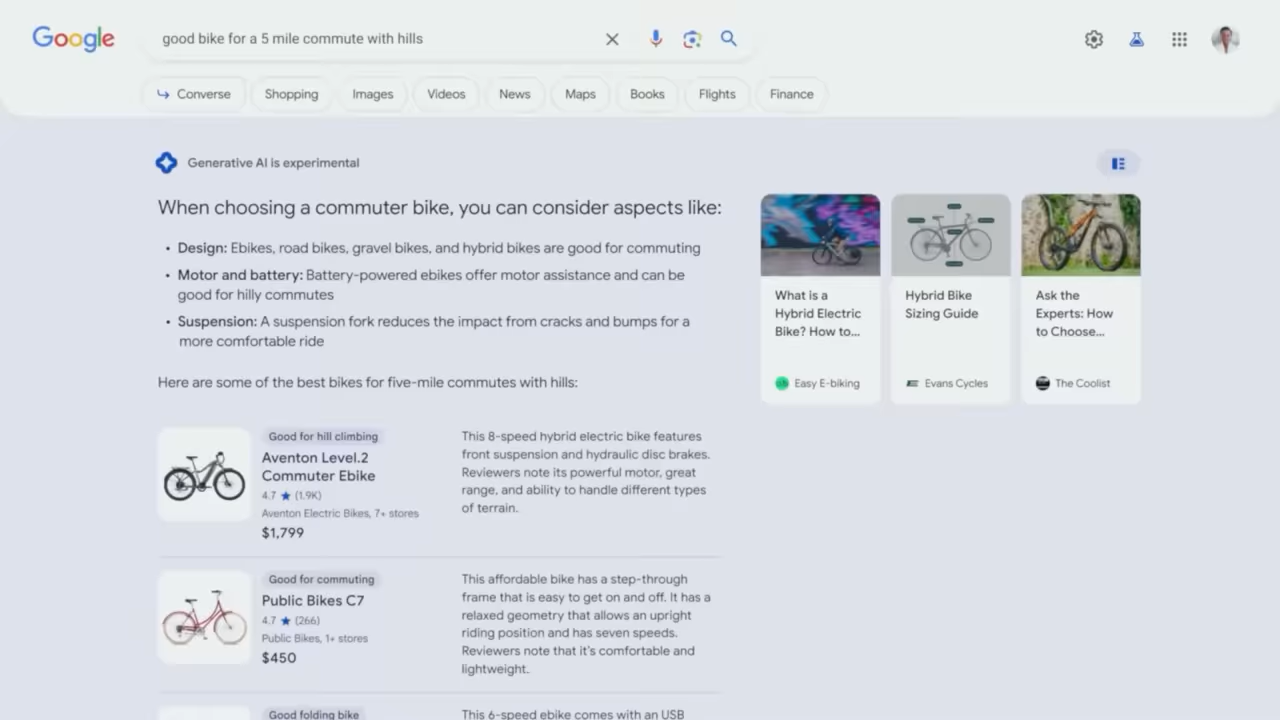 Google
good bike for a 5 mile commute with hills
Converse
Shopping
Images
Videos
News
Maps
Books
Flights
Finance
Generative AI is experimental
When choosing a commuter bike, you can consider aspects like:
• Design: Ebikes, road bikes, gravel bikes, and hybrid bikes are good for commuting
• Motor and battery: Battery-powered ebikes offer motor assistance and can be
good for hilly commutes
• Suspension: A suspension fork reduces the impact from cracks and bumps for a
more comfortable ride
Here are some of the best bikes for five-mile commutes with hills:
What is a
Hybrid Electric
Bike? How to...
Easy E-biking
Hybrid Bike
Sizing Guide
Evans Cycles
Ask the
Experts: How
to Choose...
The Coolist
Good for hill climbing
Aventon Level.2
Commuter Ebike
4.7 ★ (1.9K)
Aventon Electric Bikes, 7+ stores
$1,799
This 8-speed hybrid electric bike features
front suspension and hydraulic disc brakes.
Reviewers note its powerful motor, great
range, and ability to handle different types
of terrain.
Good for commuting
Public Bikes C7
4.7 ★ (266)
Public Bikes, 1+ stores
$450
This affordable bike has a step-through
frame that is easy to get on and off. It has a
relaxed geometry that allows an upright
riding position and has seven speeds.
Reviewers note that it's comfortable and
lightweight.
Good folding bike
This 6-speed ebike comes with an USB